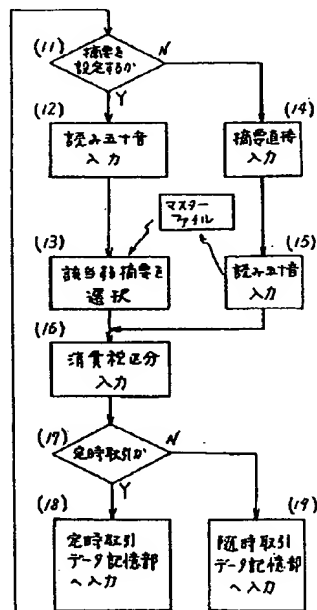 (11)
摘要を
設定するか
N
Y
(12)
読み五十音
入力
(14)
摘要直接
入力
マスター
ファイル
(13)
該当する摘要を
選択
(15)
読み五十音
入力
(16)
消費税区分
入力
(17)
定時取引か
N
Y
(18)
定時取引
データ記憶部
へ入力
(19)
随時取引
データ記憶部
へ入力